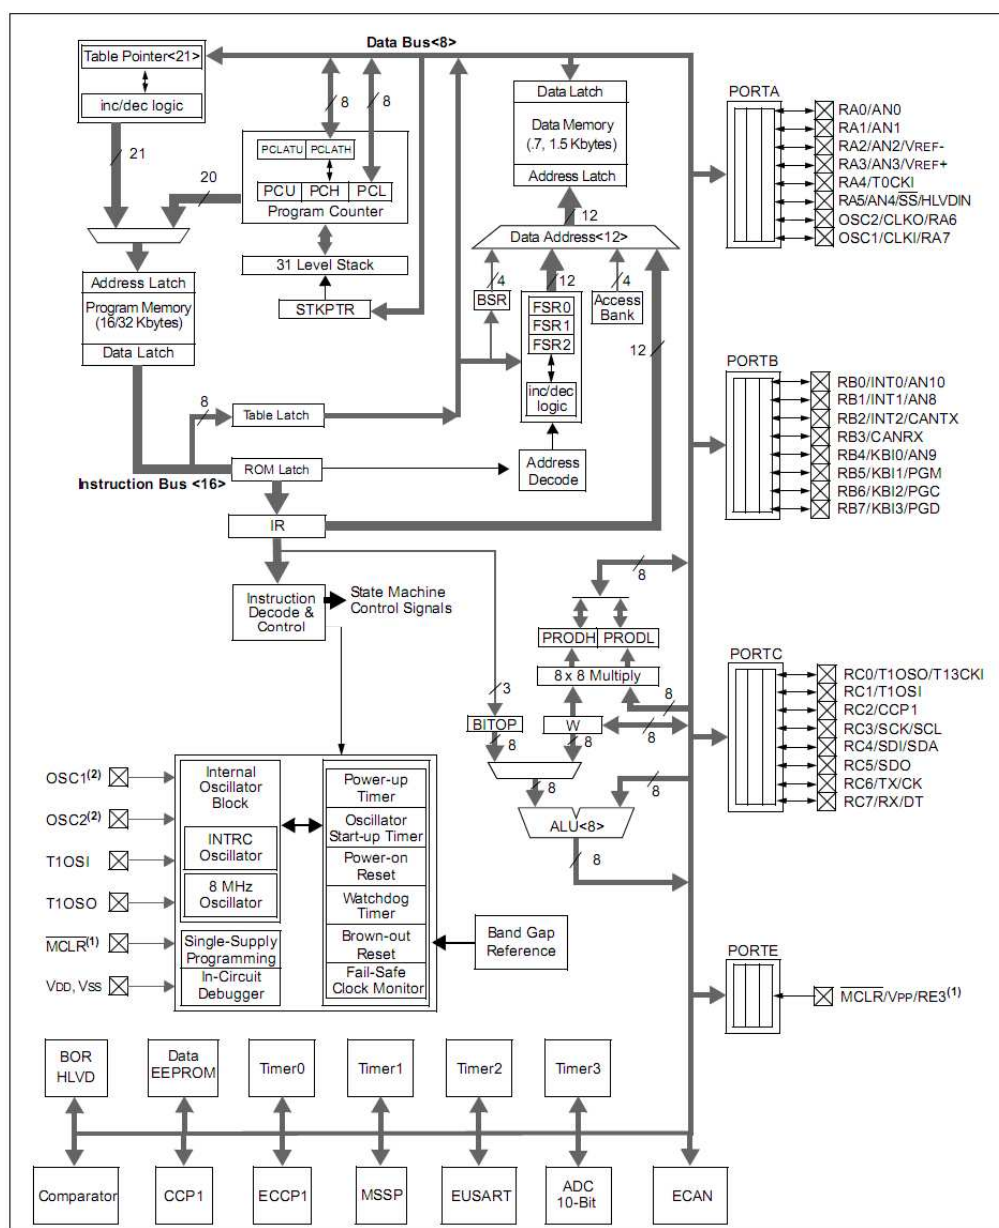 Data Bus<8>
Table Pointer<21>
inc/dec logic
21
20
8
8
PCLATU PCLATH
PCU PCH PCL
Program Counter
31 Level Stack
STKPTR
Address Latch
Program Memory
(16/32 Kbytes)
Data Latch
8
Table Latch
ROM Latch
Instruction Bus <16>
IR
Data Latch
Data Memory
(.7, 1.5 Kbytes)
Address Latch
12
Data Address<12>
4
12
4
BSR
FSR0
FSR1
FSR2
Access
Bank
12
inc/dec
logic
Address
Decode
Instruction
Decode &
Control
State Machine
Control Signals
8
PRODH PRODL
8 x 8 Multiply
3
8
BITOP
W
8
8
8
8
8
ALU<8>
8
PORTA
RA0/AN0
RA1/AN1
RA2/AN2/VREF-
RA3/AN3/VREF+
RA4/T0CKI
RA5/AN4/SS/HLVDIN
OSC2/CLKO/RA6
OSC1/CLKI/RA7
PORTB
RB0/INT0/AN10
RB1/INT1/AN8
RB2/INT2/CANTX
RB3/CANRX
RB4/KBI0/AN9
RB5/KBI1/PGM
RB6/KBI2/PGC
RB7/KBI3/PGD
PORTC
RC0/T1OSO/T13CKI
RC1/T1OSI
RC2/CCP1
RC3/SCK/SCL
RC4/SDI/SDA
RC5/SDO
RC6/TX/CK
RC7/RX/DT
PORTE
MCLR/VPP/RE3(1)
OSC1(2)
OSC2(2)
T1OSI
T1OSO
MCLR(1)
VDD, VSS
Internal
Oscillator
Block
INTRC
Oscillator
8 MHz
Oscillator
Single-Supply
Programming
In-Circuit
Debugger
Power-up
Timer
Oscillator
Start-up Timer
Power-on
Reset
Watchdog
Timer
Brown-out
Reset
Fail-Safe
Clock Monitor
Band Gap
Reference
BOR
HLVD
Data
EEPROM
Timer0
Timer1
Timer2
Timer3
Comparator
CCP1
ECCP1
MSSP
EUSART
ADC
10-Bit
ECAN